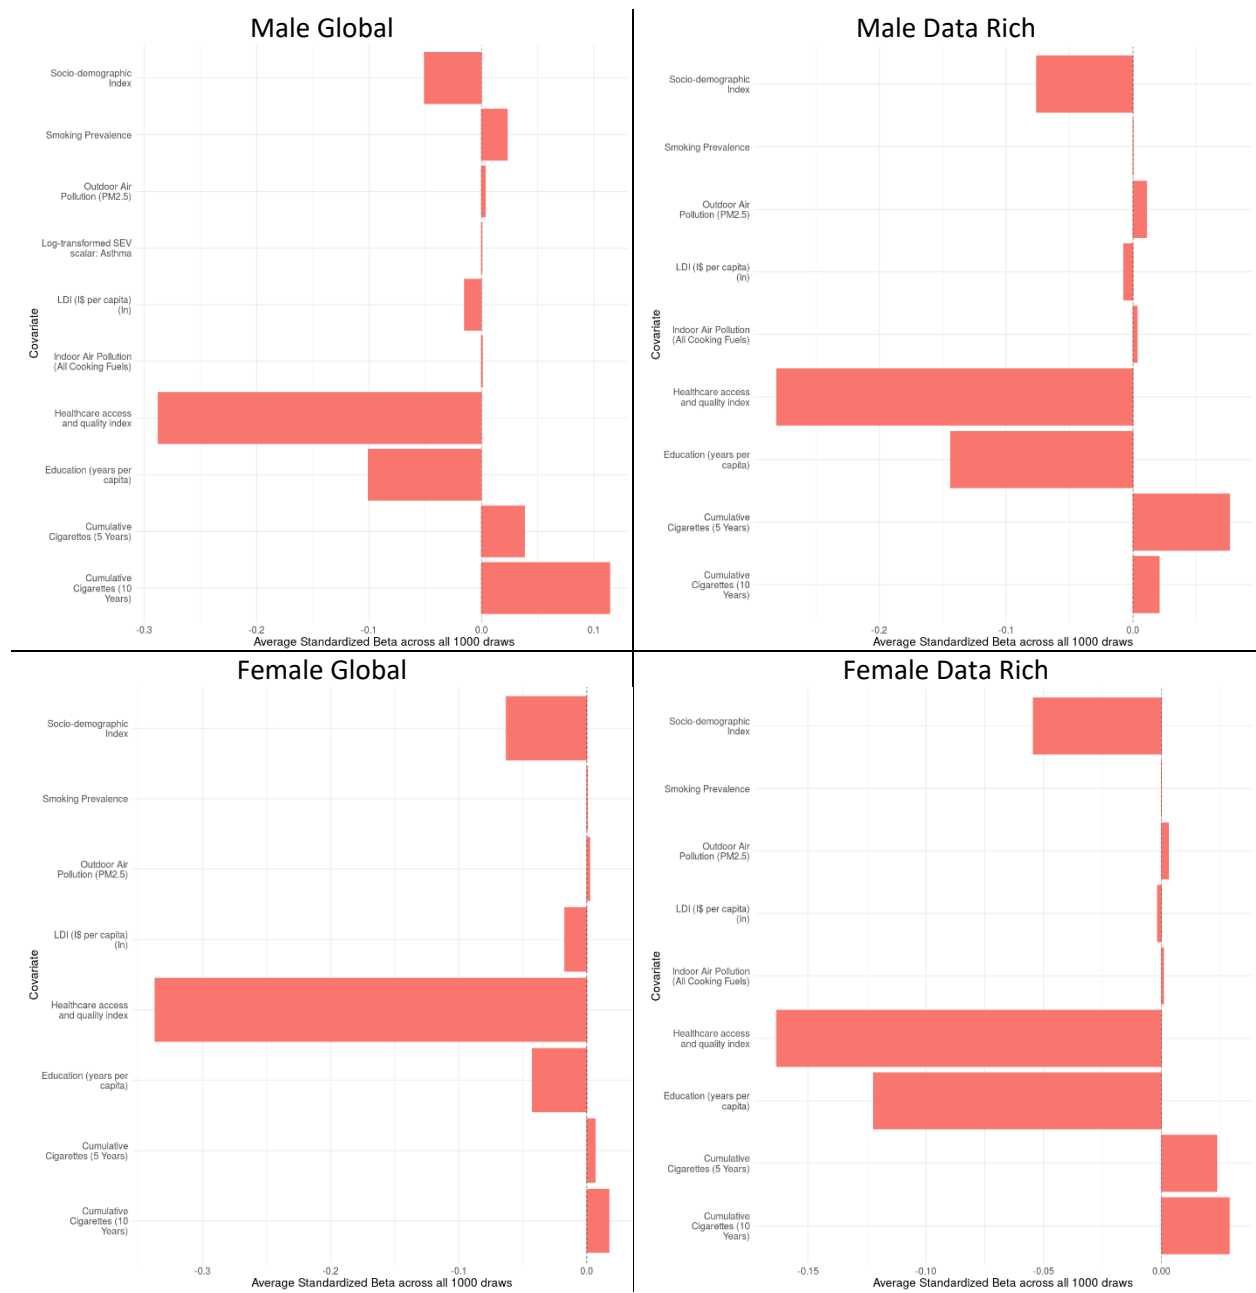 Male Global
Socio-demographic
Index
Smoking Prevalence
Outdoor Air
Pollution (PM2.5)
Log-transformed SEV
scalar: Asthma
LDI (I$ per capita)
(ln)
Indoor Air Pollution
(All Cooking Fuels)
Healthcare access
and quality index
Education (years per
capita)
Cumulative
Cigarettes (5 Years)
Cumulative
Cigarettes (10
Years)
Covariate
-0.3 -0.2 -0.1 0.0 0.1
Average Standardized Beta across all 1000 draws
Male Data Rich
Socio-demographic
Index
Smoking Prevalence
Outdoor Air
Pollution (PM2.5)
LDI (I$ per capita)
(ln)
Indoor Air Pollution
(All Cooking Fuels)
Healthcare access
and quality index
Education (years per
capita)
Cumulative
Cigarettes (5 Years)
Cumulative
Cigarettes (10
Years)
Covariate
-0.2 -0.1 0.0
Average Standardized Beta across all 1000 draws
Female Global
Socio-demographic
Index
Smoking Prevalence
Outdoor Air
Pollution (PM2.5)
LDI (I$ per capita)
(ln)
Healthcare access
and quality index
Education (years per
capita)
Cumulative
Cigarettes (5 Years)
Cumulative
Cigarettes (10
Years)
Covariate
-0.3 -0.2 -0.1 0.0
Average Standardized Beta across all 1000 draws
Female Data Rich
Socio-demographic
Index
Smoking Prevalence
Outdoor Air
Pollution (PM2.5)
LDI (I$ per capita)
(ln)
Indoor Air Pollution
(All Cooking Fuels)
Healthcare access
and quality index
Education (years per
capita)
Cumulative
Cigarettes (5 Years)
Cumulative
Cigarettes (10
Years)
Covariate
-0.15 -0.10 -0.05 0.00
Average Standardized Beta across all 1000 draws